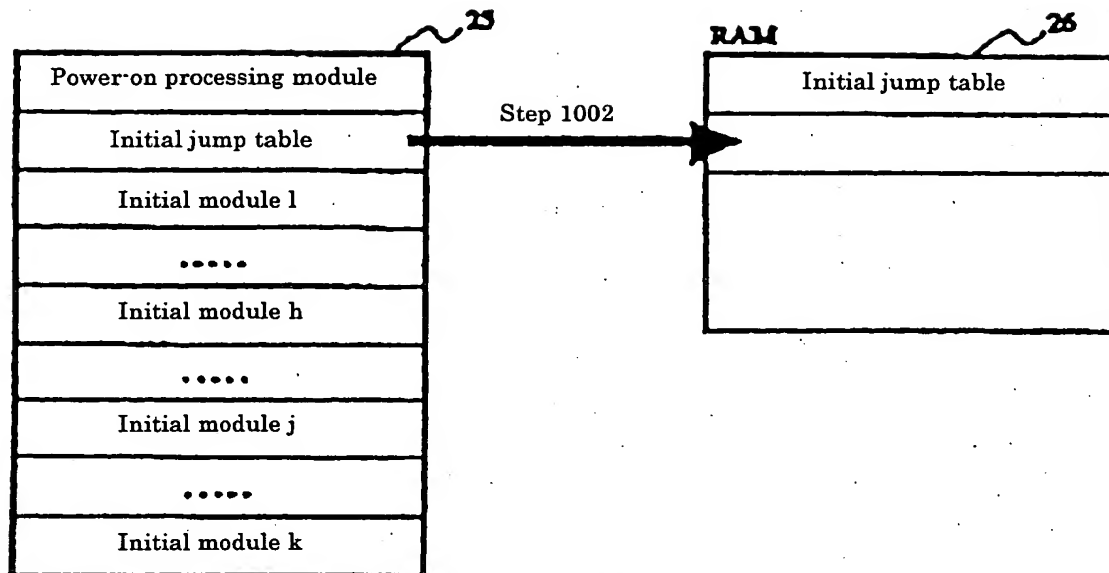 25
Power-on processing module
Initial jump table
Initial module l
.....
Initial module h
.....
Initial module j
.....
Initial module k
Step 1002
RAM
26
Initial jump table